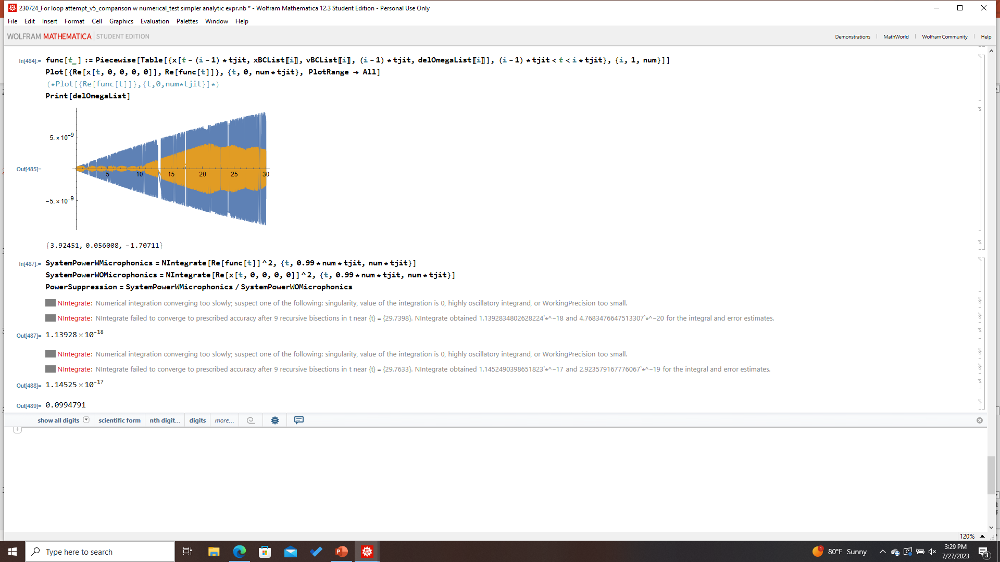 230724_For loop attempt_v5_comparison w numerical_test simpler analytic expr.nb * - Wolfram Mathematica 12.3 Student Edition - Personal Use Only
File Edit Insert Format Cell Graphics Evaluation Palettes Window Help
WOLFRAM MATHEMATICA STUDENT EDITION
Demonstrations MathWorld Wolfram Community Help
In[484]:= func[t_] := Piecewise[Table[{x[t - (i - 1) * tjit, xBCList[[i]], vBCList[[i]], (i - 1) * tjit, delOmegaList[[i]]], (i - 1) * tjit < t < i * tjit}, {i, 1, num}]]
Plot[{Re[x[t, 0, 0, 0, 0]], Re[func[t]]}, {t, 0, num * tjit}, PlotRange → All]
(*Plot[{Re[func[t]]},{t,0,num*tjit}]*)
Print[delOmegaList]
5. × 10^-9
Out[485]=
5 10 15 20 25 30
-5. × 10^-9
{3.92451, 0.056008, -1.70711}
In[487]:= SystemPowerWMicrophonics = NIntegrate[Re[func[t]]^2, {t, 0.99 * num * tjit, num * tjit}]
SystemPowerWOMicrophonics = NIntegrate[Re[x[t, 0, 0, 0, 0]]^2, {t, 0.99 * num * tjit, num * tjit}]
PowerSuppression = SystemPowerWMicrophonics / SystemPowerWOMicrophonics
NIntegrate: Numerical integration converging too slowly; suspect one of the following: singularity, value of the integration is 0, highly oscillatory integrand, or WorkingPrecision too small.
NIntegrate: NIntegrate failed to converge to prescribed accuracy after 9 recursive bisections in t near {t} = {29.7398}. NIntegrate obtained 1.1392834802628224`*^-18 and 4.7683476647513307`*^-20 for the integral and error estimates.
Out[487]= 1.13928 × 10^-18
NIntegrate: Numerical integration converging too slowly; suspect one of the following: singularity, value of the integration is 0, highly oscillatory integrand, or WorkingPrecision too small.
NIntegrate: NIntegrate failed to converge to prescribed accuracy after 9 recursive bisections in t near {t} = {29.7633}. NIntegrate obtained 1.1452490398651823`*^-17 and 2.923579167776067`*^-19 for the integral and error estimates.
Out[488]= 1.14525 × 10^-17
Out[489]= 0.0994791
show all digits scientific form nth digit... digits more...
120%
Type here to search
80°F Sunny
3:29 PM
7/27/2023
3